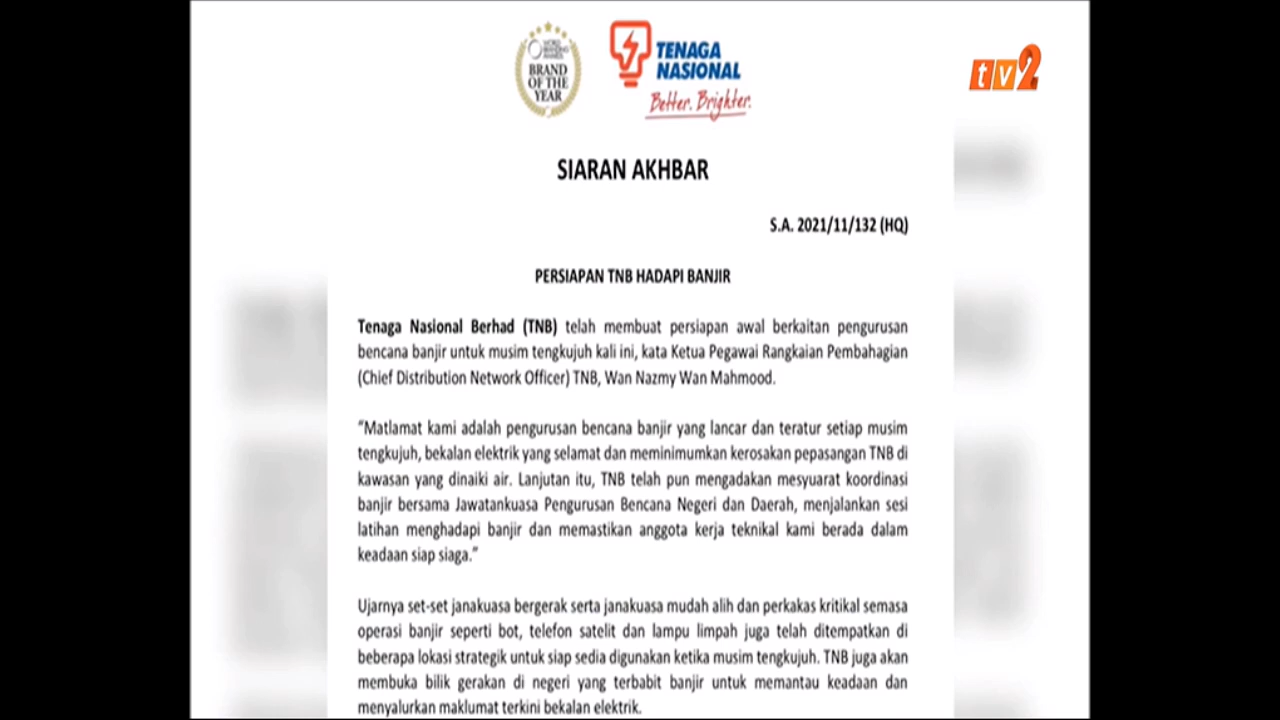 WORLD BRANDING AWARDS
BRAND OF THE YEAR
TENAGA NASIONAL
Better. Brighter.
tv2
SIARAN AKHBAR
S.A. 2021/11/132 (HQ)
PERSIAPAN TNB HADAPI BANJIR
Tenaga Nasional Berhad (TNB) telah membuat persiapan awal berkaitan pengurusan
bencana banjir untuk musim tengkujuh kali ini, kata Ketua Pegawai Rangkaian Pembahagian
(Chief Distribution Network Officer) TNB, Wan Nazmy Wan Mahmood.
“Matlamat kami adalah pengurusan bencana banjir yang lancar dan teratur setiap musim
tengkujuh, bekalan elektrik yang selamat dan meminimumkan kerosakan pepasangan TNB di
kawasan yang dinaiki air. Lanjutan itu, TNB telah pun mengadakan mesyuarat koordinasi
banjir bersama Jawatankuasa Pengurusan Bencana Negeri dan Daerah, menjalankan sesi
latihan menghadapi banjir dan memastikan anggota kerja teknikal kami berada dalam
keadaan siap siaga.”
Ujarnya set-set janakuasa bergerak serta janakuasa mudah alih dan perkakas kritikal semasa
operasi banjir seperti bot, telefon satelit dan lampu limpah juga telah ditempatkan di
beberapa lokasi strategik untuk siap sedia digunakan ketika musim tengkujuh. TNB juga akan
membuka bilik gerakan di negeri yang terbabit banjir untuk memantau keadaan dan
menyalurkan maklumat terkini bekalan elektrik.